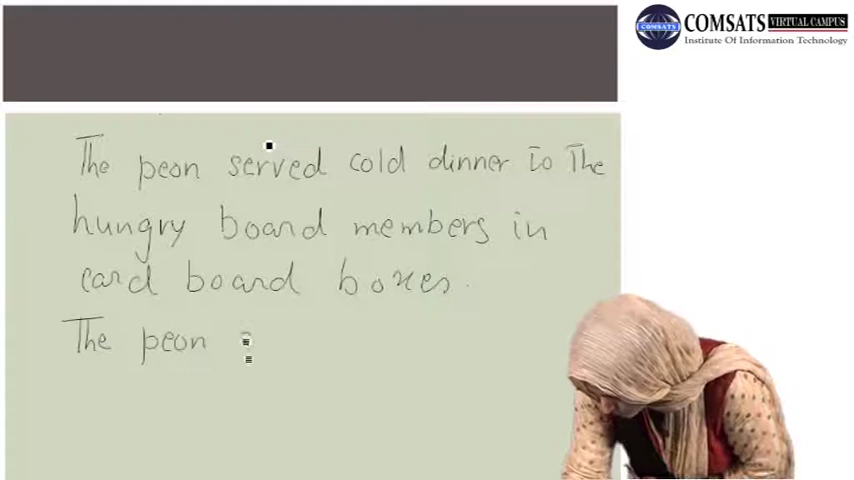 COMSATS VIRTUAL CAMPUS
COMSATS Institute Of Information Technology
The peon served cold dinner to The
hungry board members in
card board boxes.
The peon